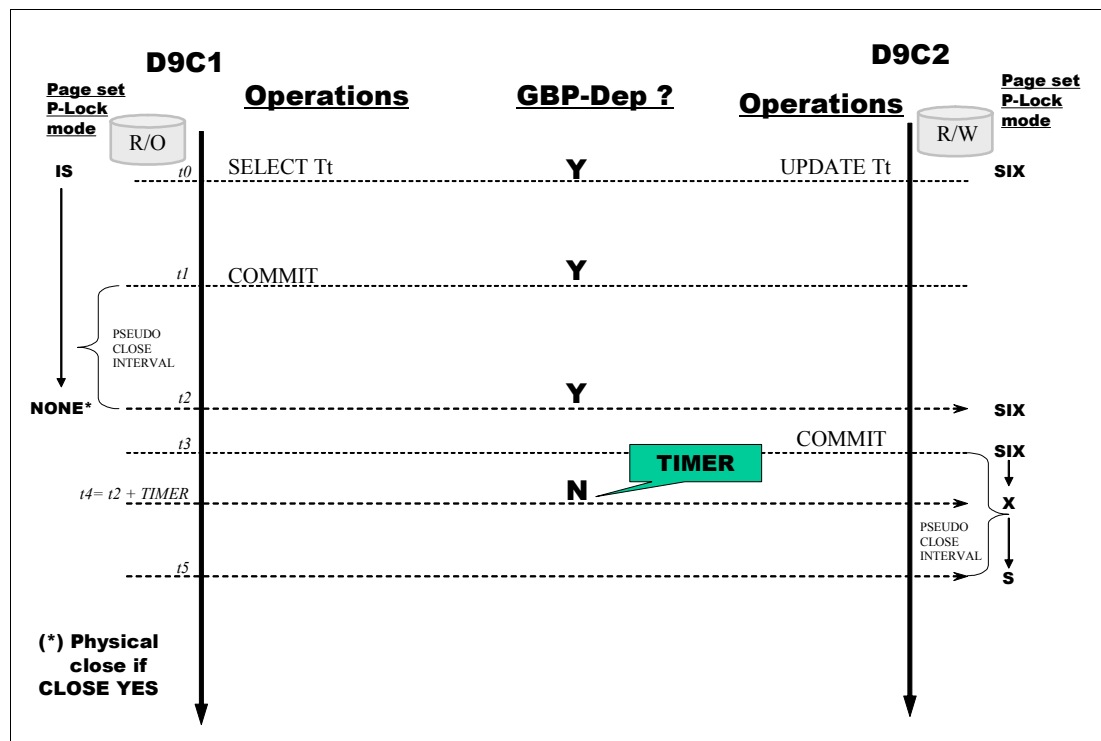 D9C1
D9C2
Page set
P-Lock
mode
Operations
GBP-Dep ?
Operations
Page set
P-Lock
mode
R/O
R/W
IS
t0
SELECT Tt
Y
UPDATE Tt
SIX
t1
COMMIT
Y
PSEUDO
CLOSE
INTERVAL
NONE*
t2
Y
SIX
t3
COMMIT
SIX
TIMER
t4= t2 + TIMER
N
X
PSEUDO
CLOSE
INTERVAL
t5
S
(*) Physical
close if
CLOSE YES